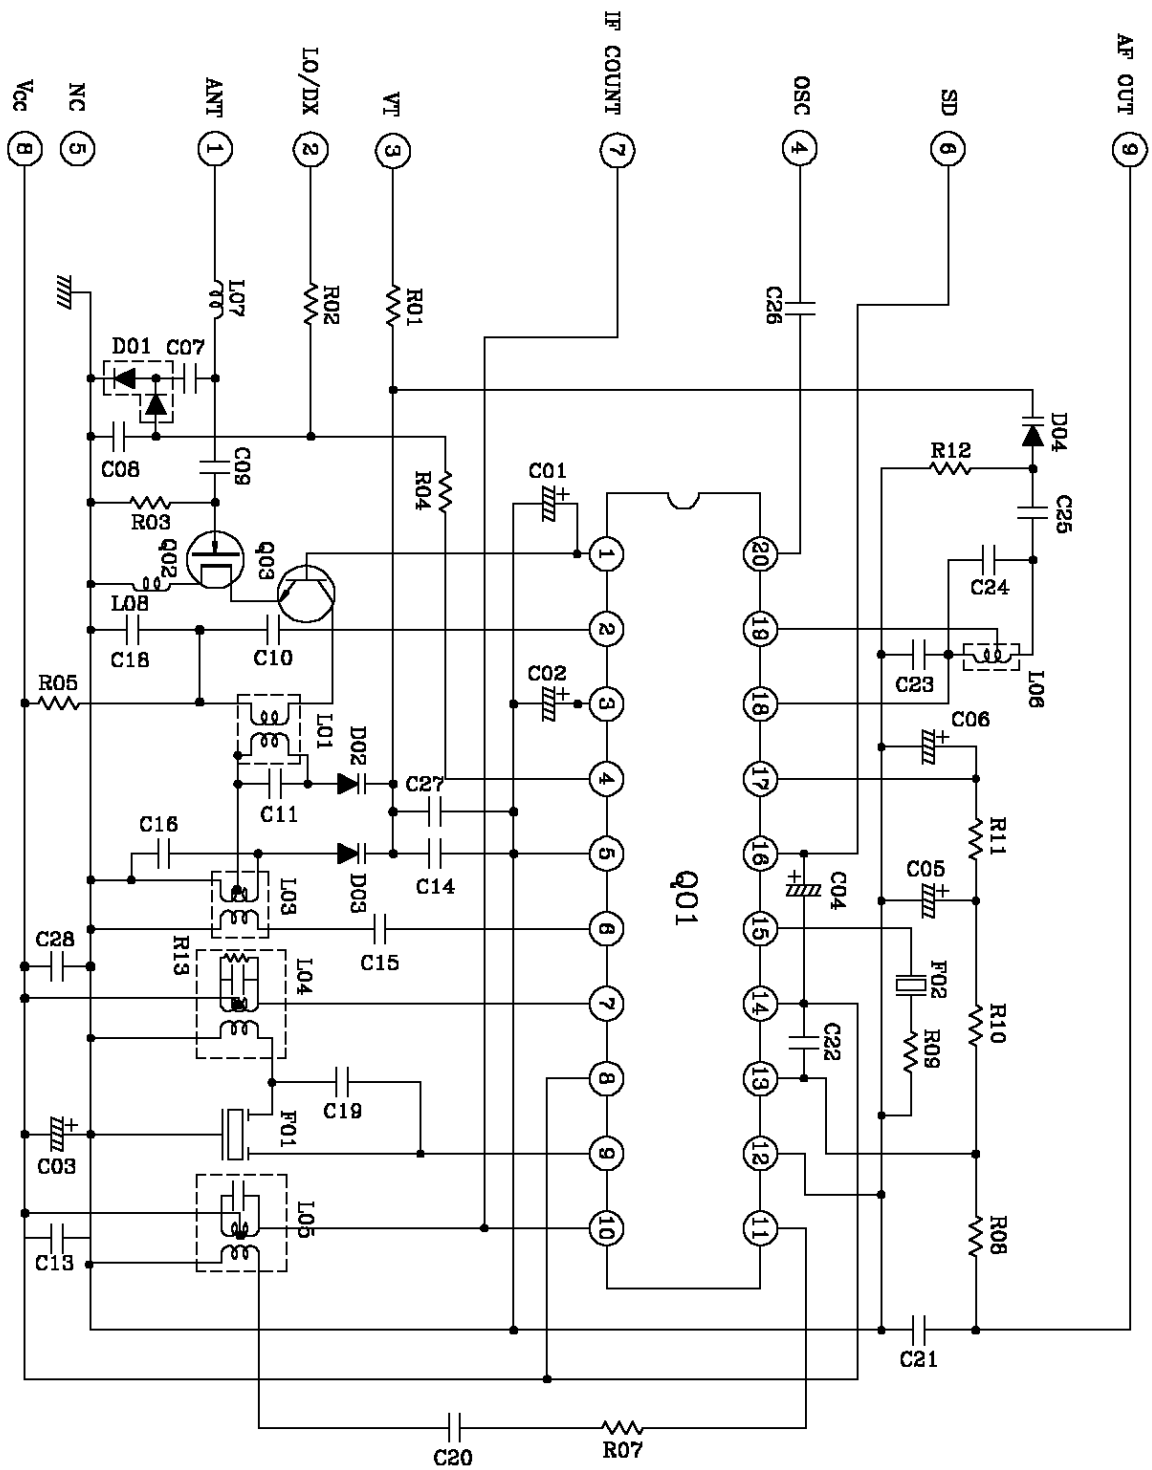 Vcc
NC
ANT
LO/DX
VT
IF COUNT
OSC
SD
AF OUT
8
5
1
2
3
7
4
6
9
L07
R02
R01
C26
D01
C07
D04
C08
C09
R04
C01
R12
C25
R03
Q02
Q03
1
20
C24
L08
C18
C10
2
19
R05
C02
C23
L06
L01
D02
3
18
C06
C11
C27
4
17
C16
D03
C14
5
16
R11
C04
C05
L03
C15
6
Q01
15
C28
R13
L04
F02
7
14
R10
C22
R09
C19
8
13
C03
F01
9
12
C13
L05
10
11
R08
C21
C20
R07